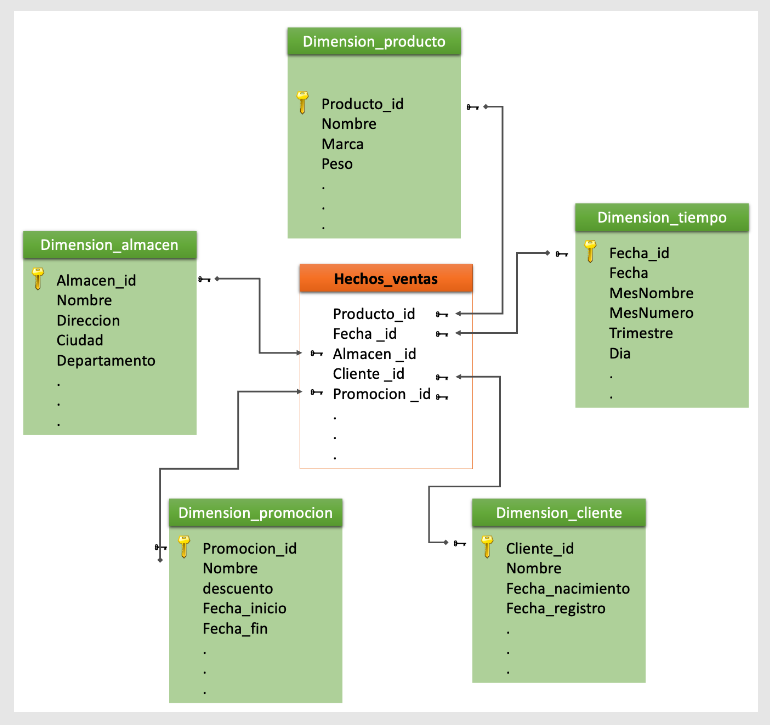 Dimension_producto
Producto_id
Nombre
Marca
Peso
.
.
.
Dimension_almacen
Almacen_id
Nombre
Direccion
Ciudad
Departamento
.
.
.
Hechos_ventas
Producto_id
Fecha _id
Almacen _id
Cliente _id
Promocion _id
.
.
.
Dimension_tiempo
Fecha_id
Fecha
MesNombre
MesNumero
Trimestre
Dia
.
.
Dimension_promocion
Promocion_id
Nombre
descuento
Fecha_inicio
Fecha_fin
.
.
.
Dimension_cliente
Cliente_id
Nombre
Fecha_nacimiento
Fecha_registro
.
.
.